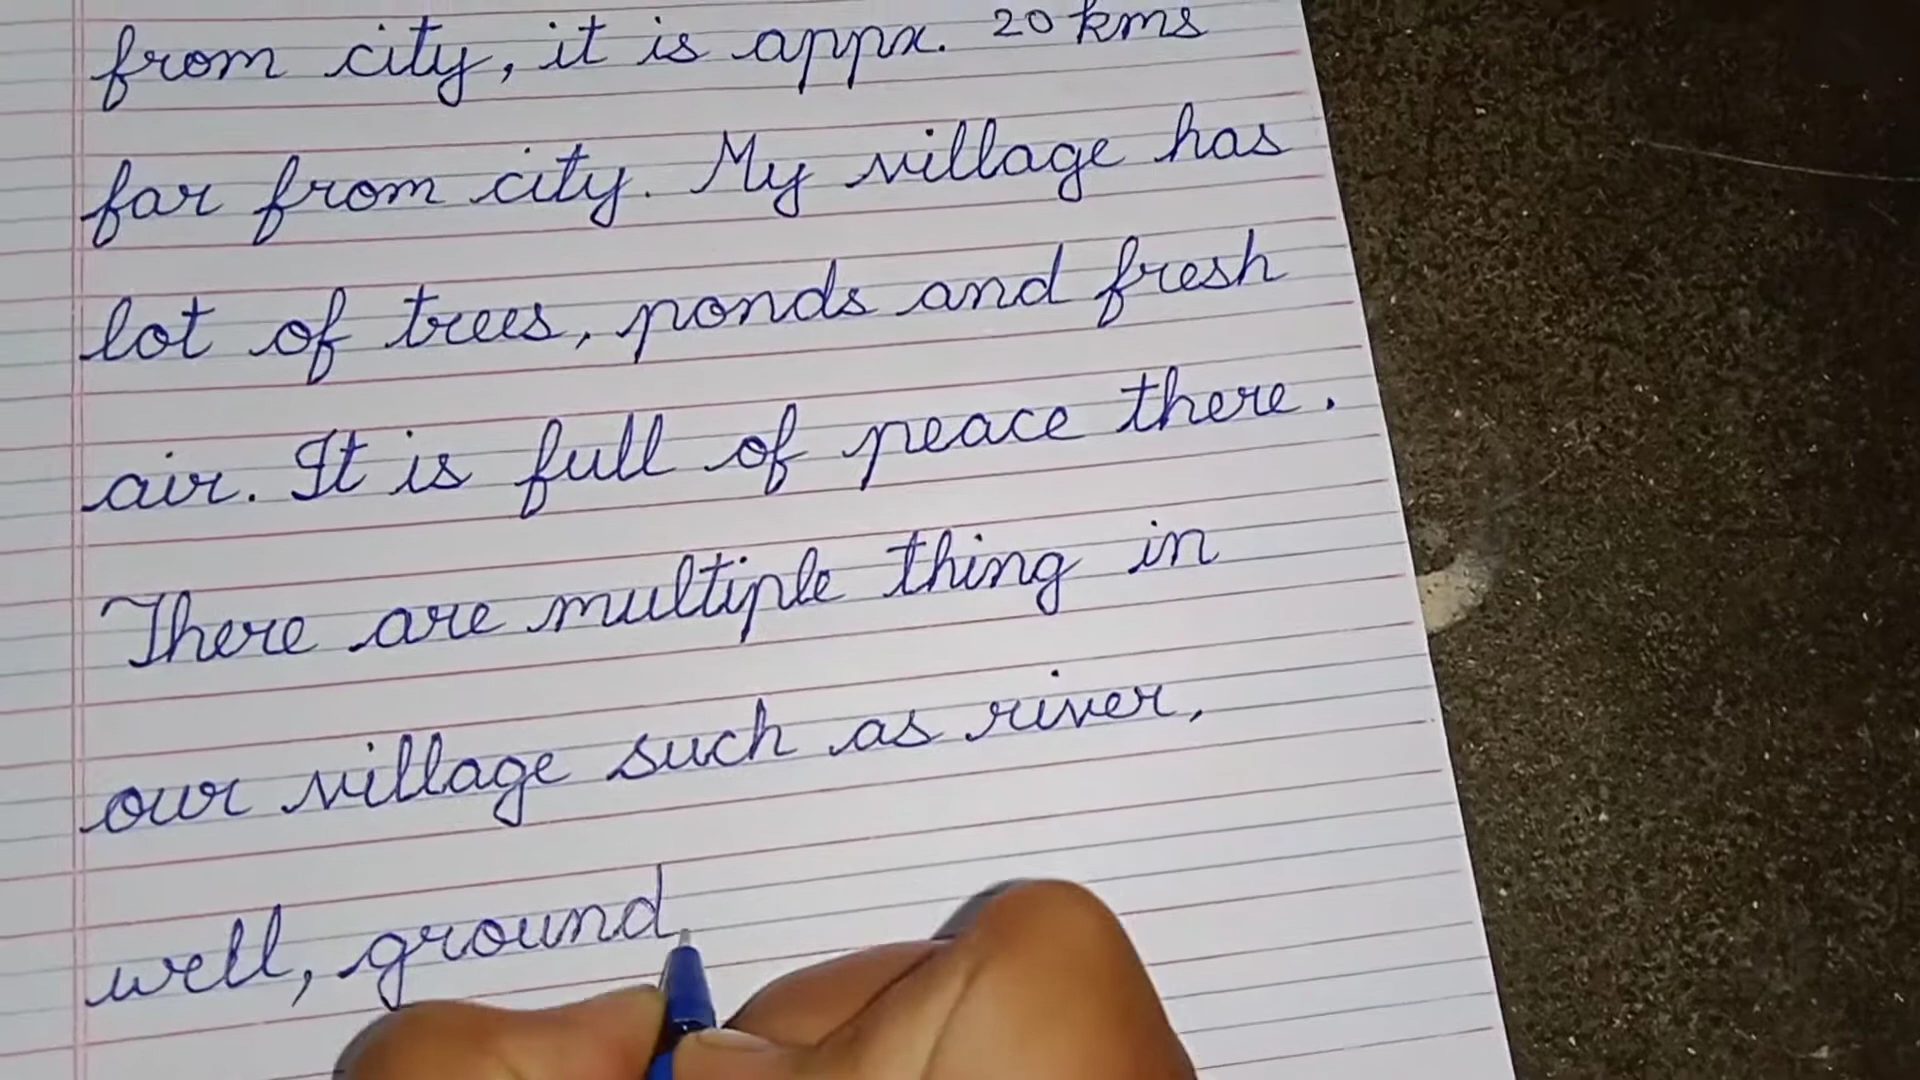 from city, it is appx. 20 kms
far from city. My village has
lot of trees, ponds and fresh
air. It is full of peace there.
There are multiple thing in
our village such as river,
well, ground